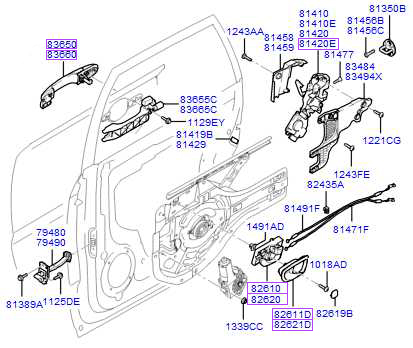 81350B
81410
81410E
81420
81420E
81456B
81456C
1243AA
81458
81459
81477
83650
83660
83484
83494X
83655C
83665C
1129EY
81419B
81429
1221CG
1243FE
82435A
81491F
79480
79490
1491AD
81471F
1018AD
81389A
1125DE
82610
82620
82611D
82621D
82619B
1339CC